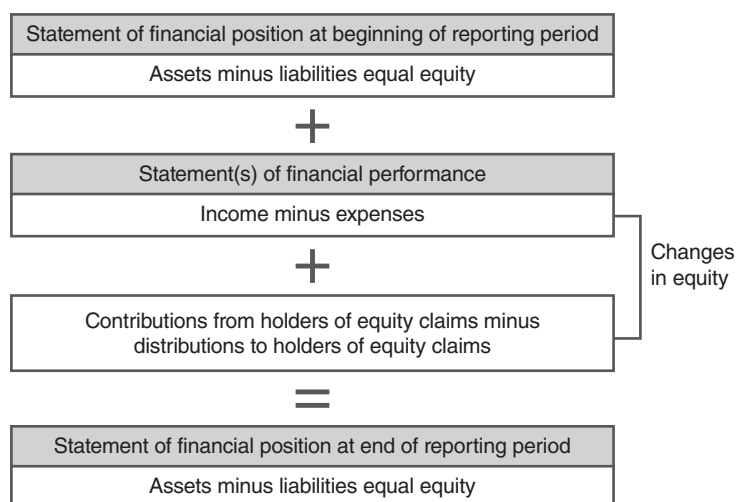 Statement of financial position at beginning of reporting period
Assets minus liabilities equal equity
+
Statement(s) of financial performance
Income minus expenses
+
Changes
in equity
Contributions from holders of equity claims minus
distributions to holders of equity claims
=
Statement of financial position at end of reporting period
Assets minus liabilities equal equity